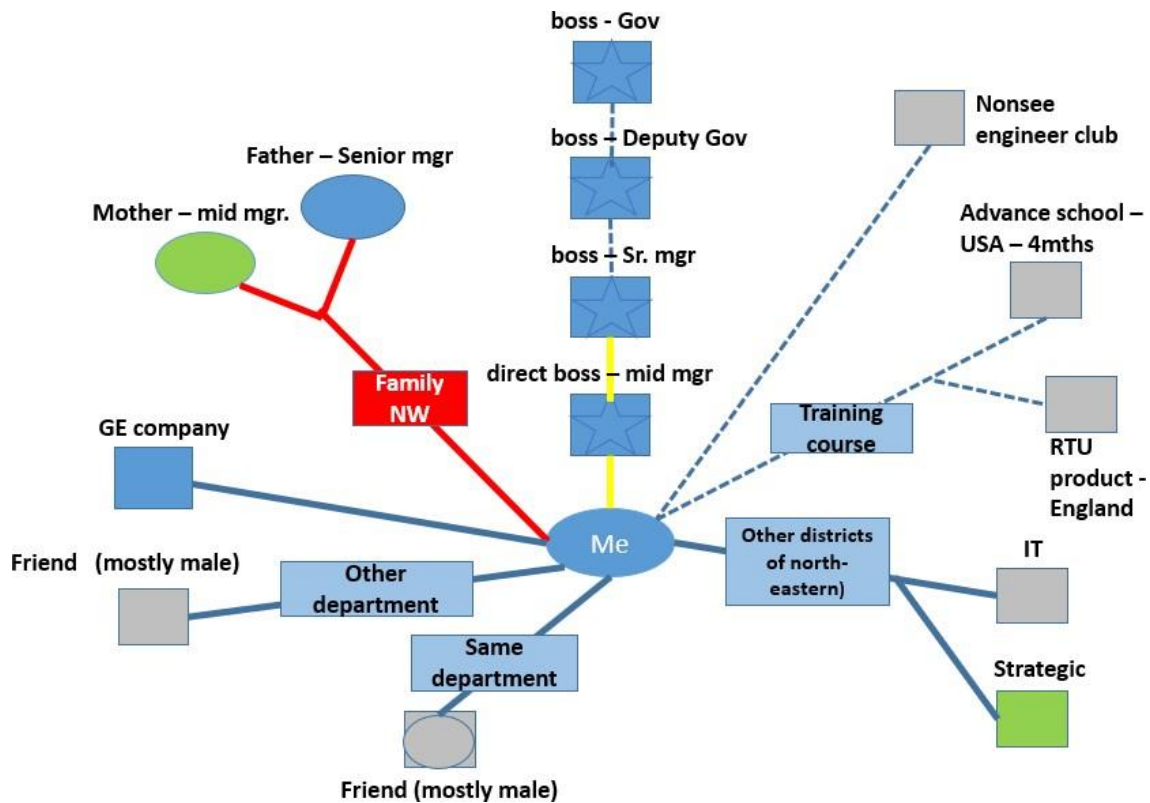 boss - Gov
boss – Deputy Gov
boss – Sr. mgr
direct boss – mid mgr
Father – Senior mgr
Mother – mid mgr.
Family
NW
GE company
Friend (mostly male)
Other
department
Same
department
Friend (mostly male)
Me
Nonsee
engineer club
Advance school –
USA – 4mths
Training
course
RTU
product -
England
Other districts
of north-
eastern)
IT
Strategic